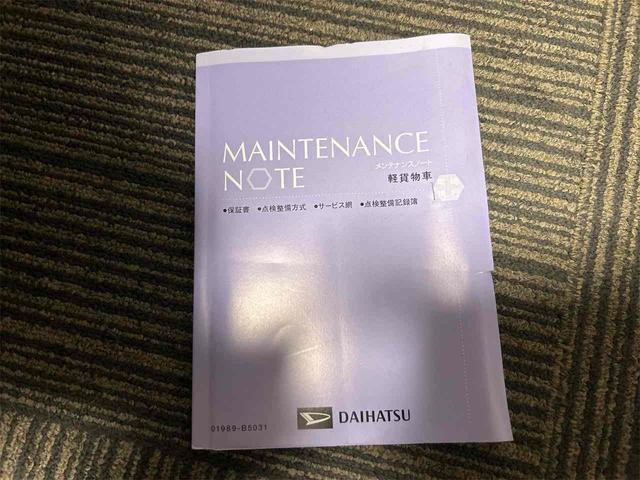 MAINTENANCE
NOTE
メンテナンスノート
軽貨物車
●保証書 ●点検整備方式 ●サービス網 ●点検整備記録簿
01989-B5031
DAIHATSU